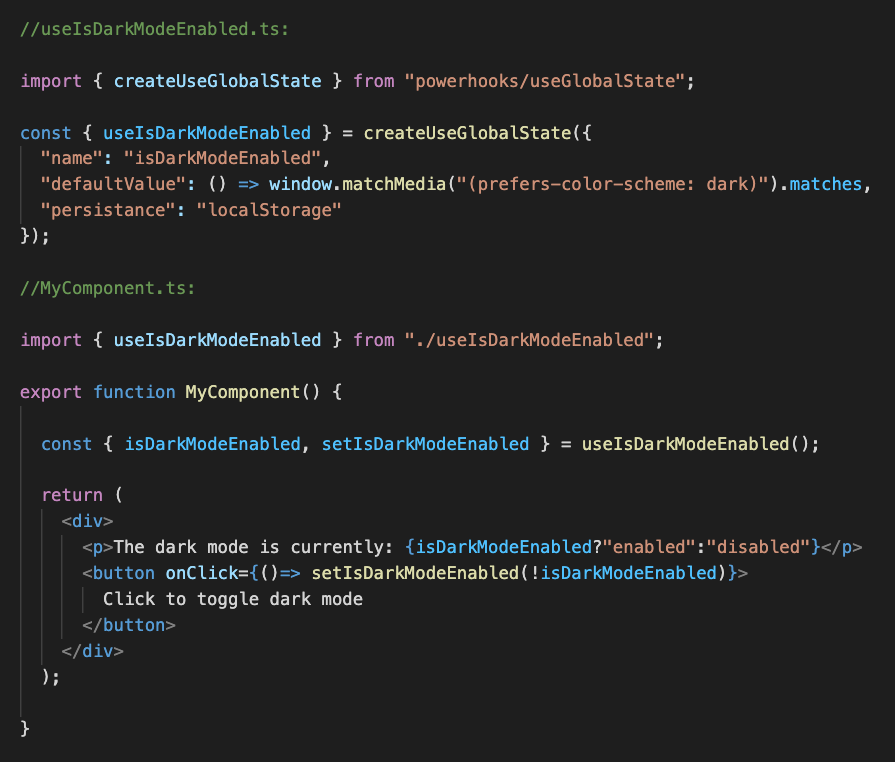 //useIsDarkModeEnabled.ts:
import { createUseGlobalState } from "powerhooks/useGlobalState";
const { useIsDarkModeEnabled } = createUseGlobalState({
"name": "isDarkModeEnabled",
"defaultValue": () => window.matchMedia("(prefers-color-scheme: dark)").matches,
"persistance": "localStorage"
});
//MyComponent.ts:
import { useIsDarkModeEnabled } from "./useIsDarkModeEnabled";
export function MyComponent() {
const { isDarkModeEnabled, setIsDarkModeEnabled } = useIsDarkModeEnabled();
return (
<div>
<p>The dark mode is currently: {isDarkModeEnabled?"enabled":"disabled"}</p>
<button onClick={()=> setIsDarkModeEnabled(!isDarkModeEnabled)}>
Click to toggle dark mode
</button>
</div>
);
}